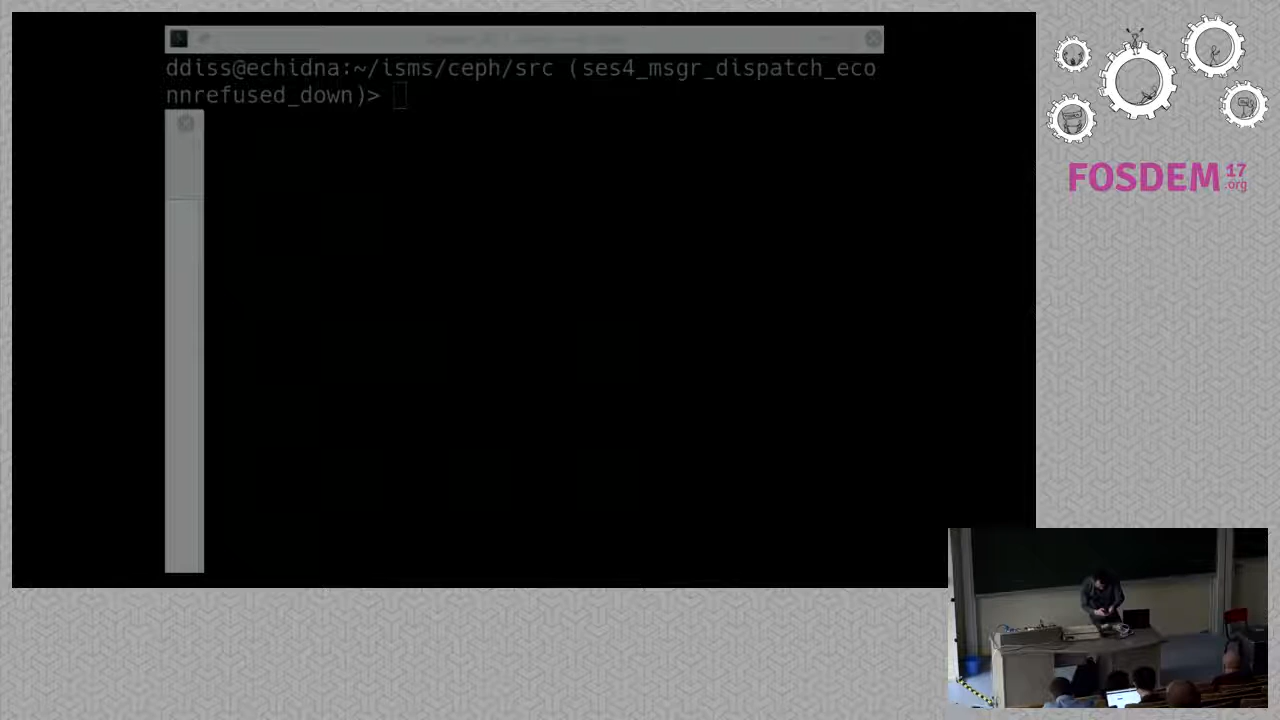 ddiss@echidna:~/isms/ceph/src (ses4_msgr_dispatch_eco
nnrefused_down)>
FOSDEM 17
.org